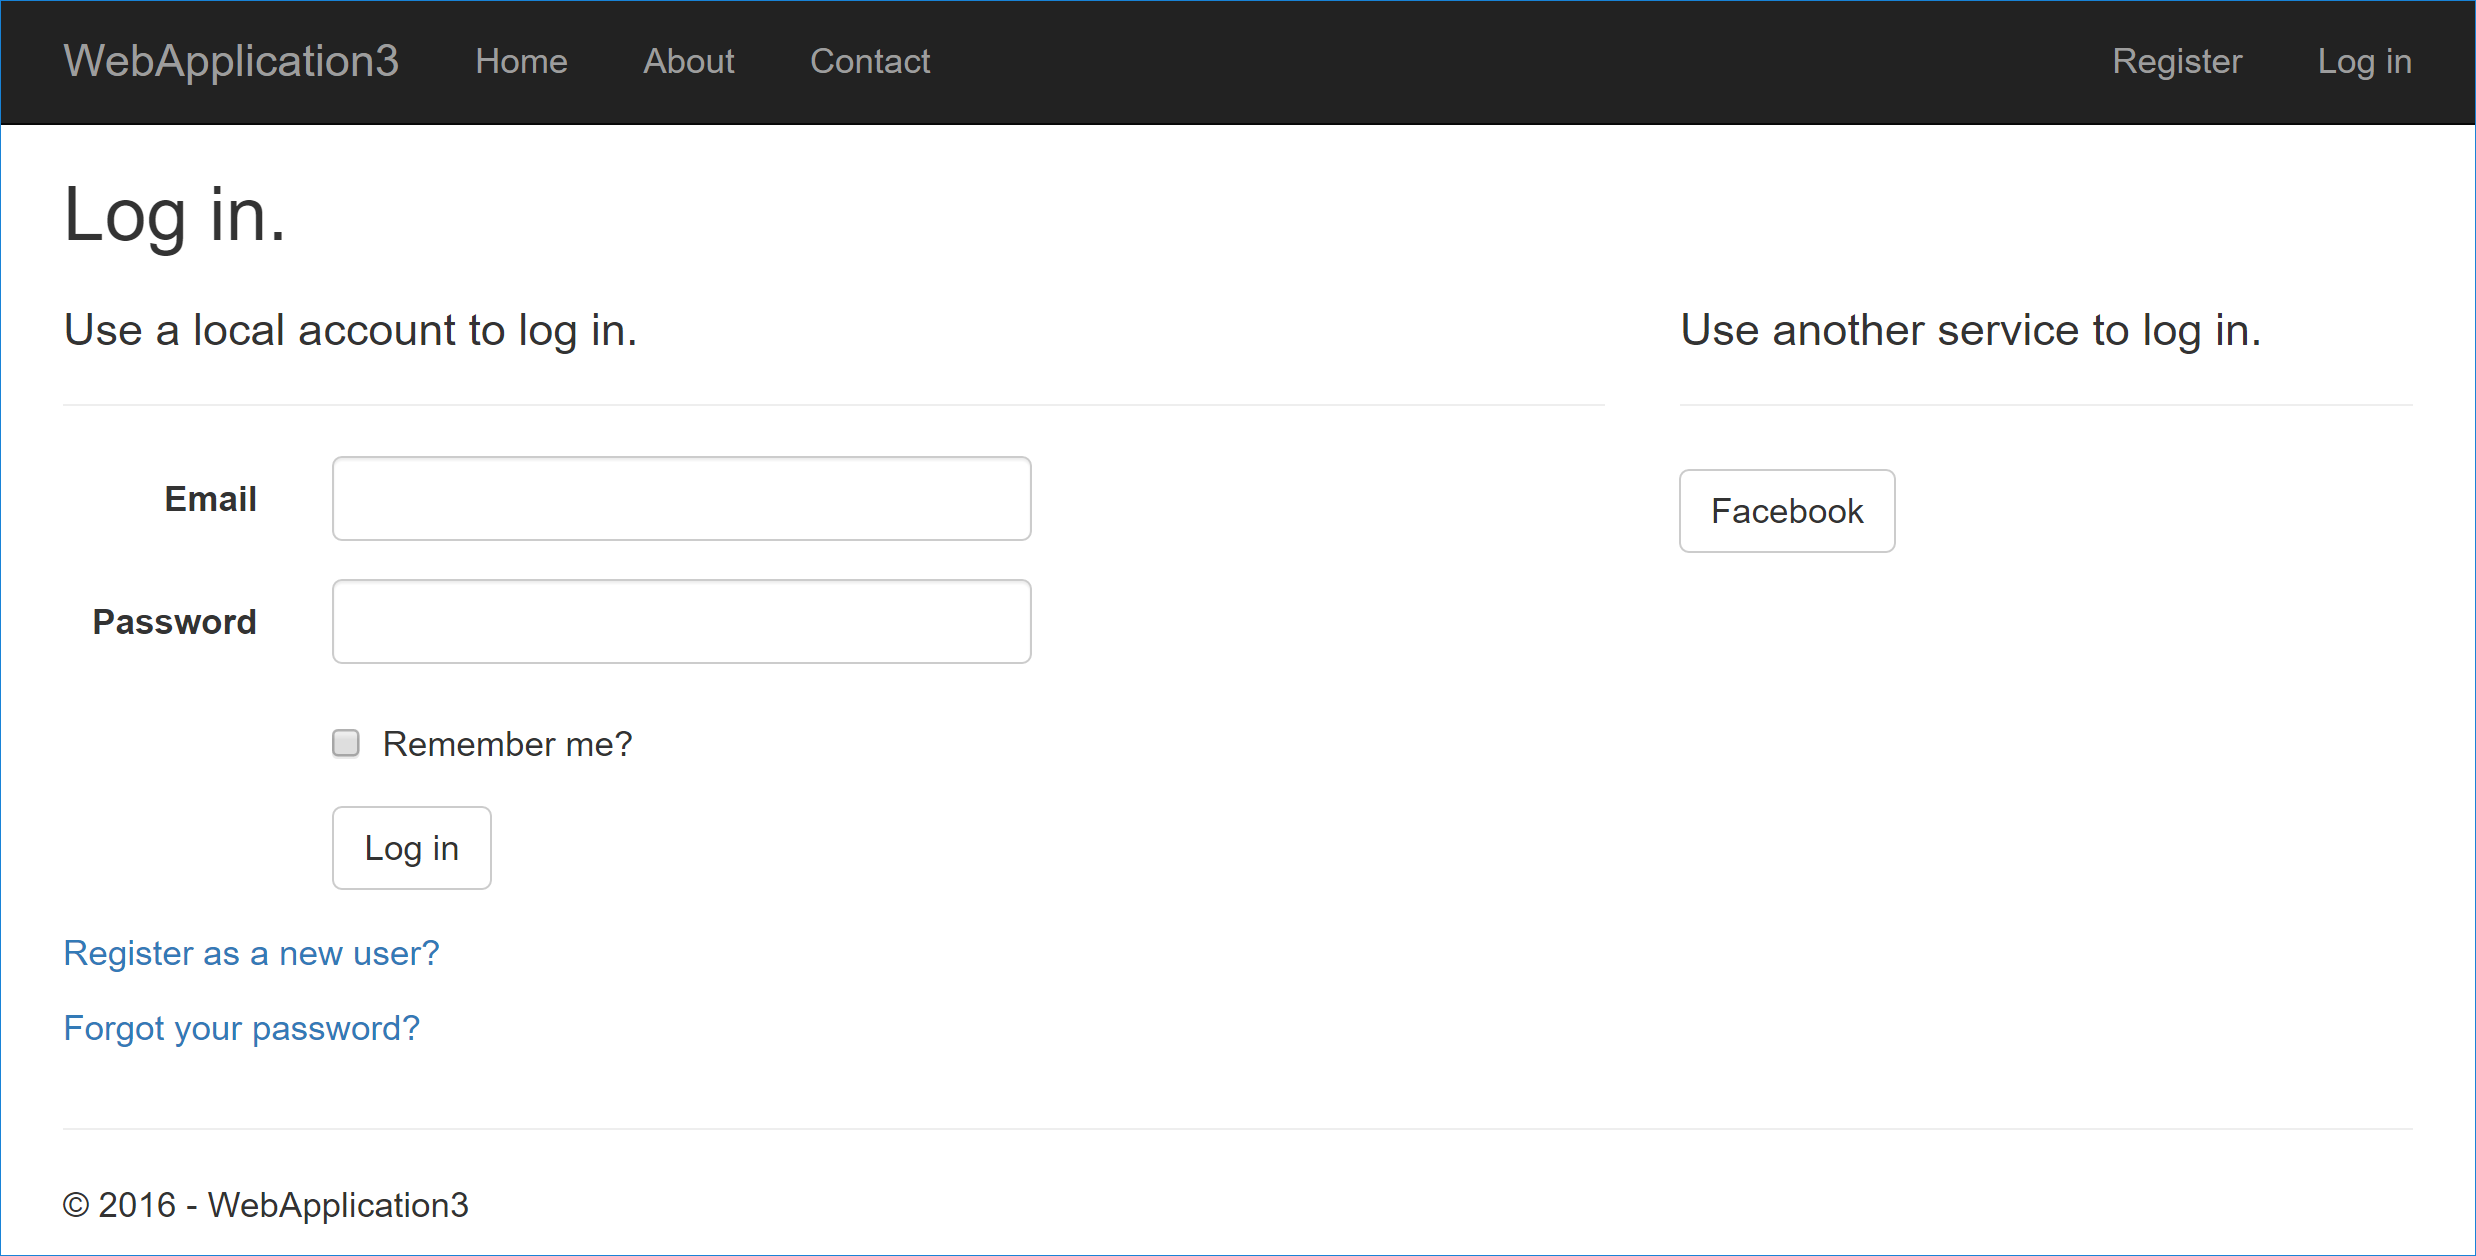 WebApplication3 Home About Contact Register Log in
Log in.
Use a local account to log in.
Email
Password
Remember me?
Log in
Register as a new user?
Forgot your password?
Use another service to log in.
Facebook
© 2016 - WebApplication3